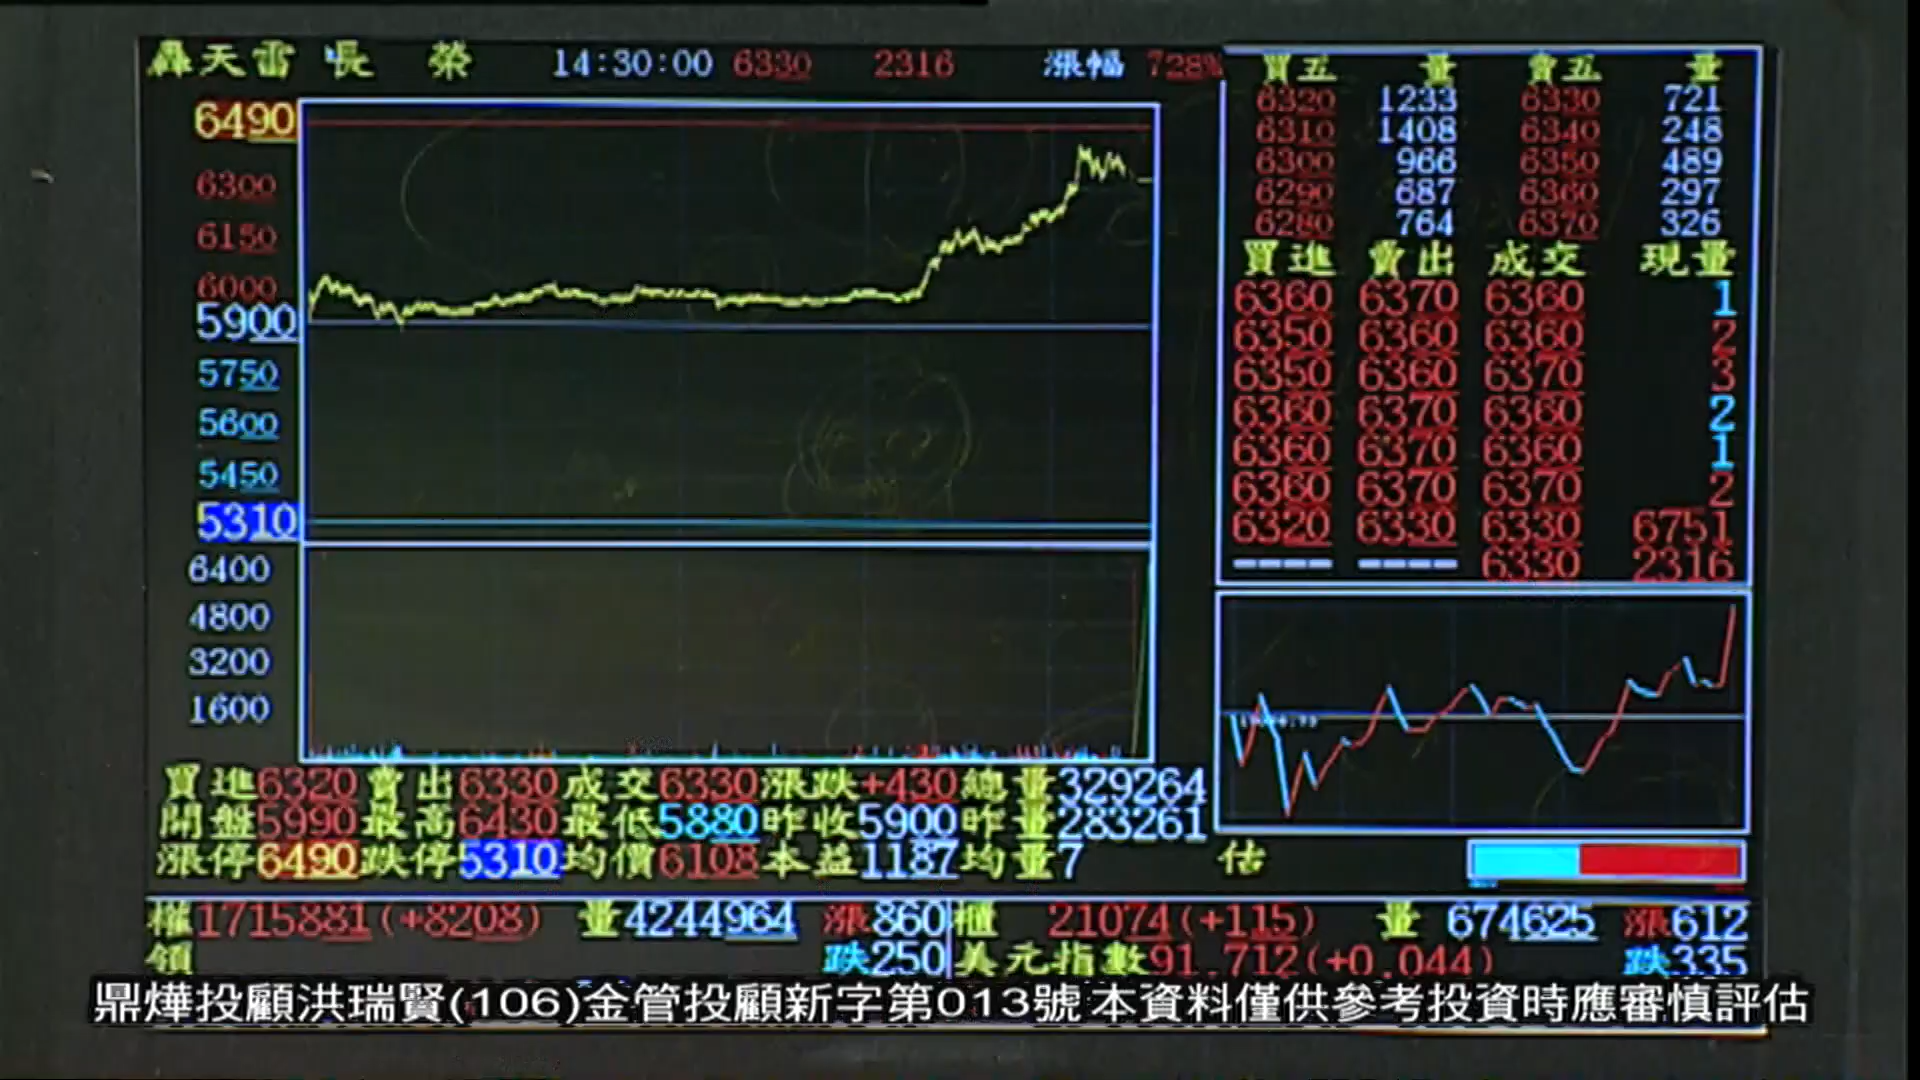 轟天雷 長 榮 14:30:00 6330 2316 漲幅 728%
6490
6300
6150
6000
5900
5750
5600
5450
5310
6400
4800
3200
1600
買五 量 賣五 量
6320 1233 6330 721
6310 1408 6340 248
6300 966 6350 489
6290 687 6360 297
6280 764 6370 326
買進 賣出 成交 現量
6360 6370 6360 1
6350 6360 6360 2
6350 6360 6370 3
6360 6370 6360 2
6360 6370 6360 1
6360 6370 6370 2
6320 6330 6330 6751
---- ---- 6330 2316
買進6320 賣出6330 成交6330 漲跌+430 總量329264
開盤5990 最高6430 最低5880 昨收5900 昨量283261
漲停6490 跌停5310 均價6108 本益1187 均量7
估
權1715881(+8208) 量4244964 漲860 櫃 21074(+115) 量 674625 漲612
領 跌250 美元指數91.712(+0.044) 跌335
鼎燁投顧洪瑞賢(106)金管投顧新字第013號 本資料僅供參考投資時應審慎評估